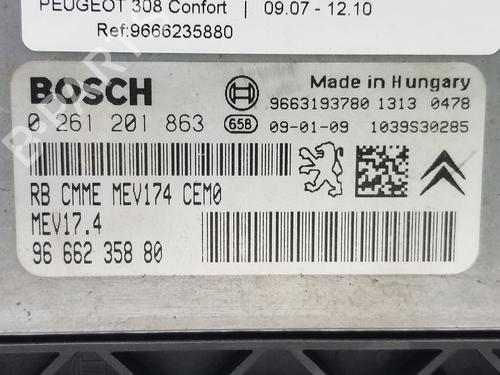 PEUGEOT 308 Confort | 09.07 - 12.10
Ref:9666235880
BOSCH
Made in Hungary
9663193780 1313 0478
0 261 201 863 658 09-01-09 1039S30285
RB CMME MEV174 CEM0
MEV17.4
96 662 358 80